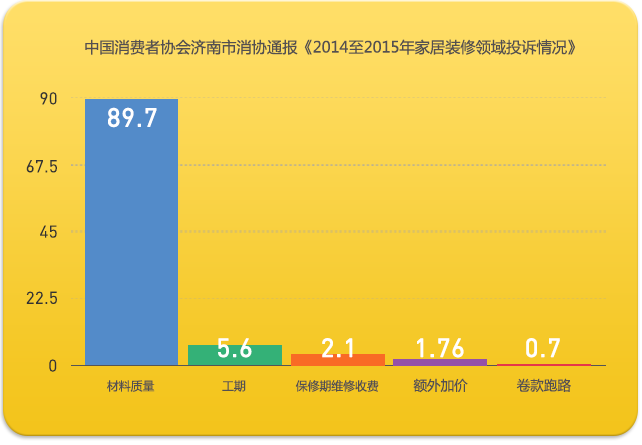 中国消费者协会济南市消协通报《2014至2015年家居装修领域投诉情况》
90
89.7
67.5
45
22.5
5.6
2.1
1.76
0.7
0
材料质量
工期
保修期维修收费
额外加价
卷款跑路